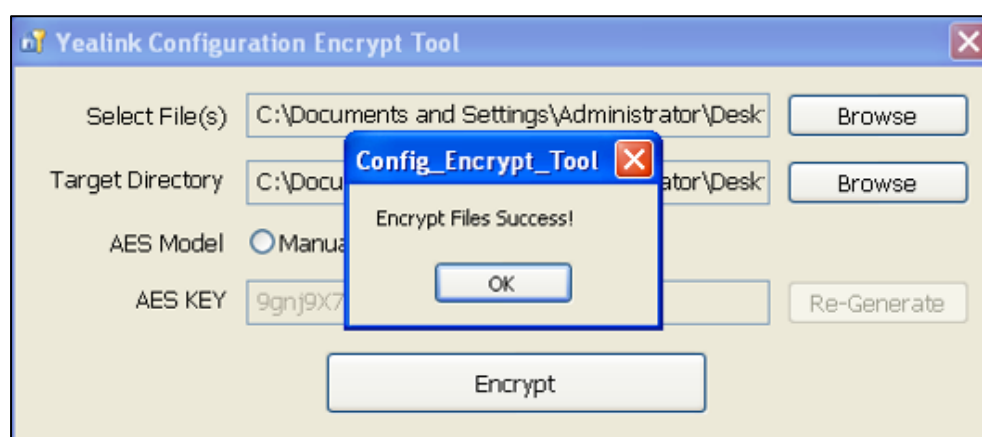 Yealink Configuration Encrypt Tool
Select File(s) C:\Documents and Settings\Administrator\Desk Browse
Config_Encrypt_Tool
Target Directory C:\Docu ator\Desk Browse
Encrypt Files Success!
AES Model Manua
OK
AES KEY 9gnj9X7 Re-Generate
Encrypt